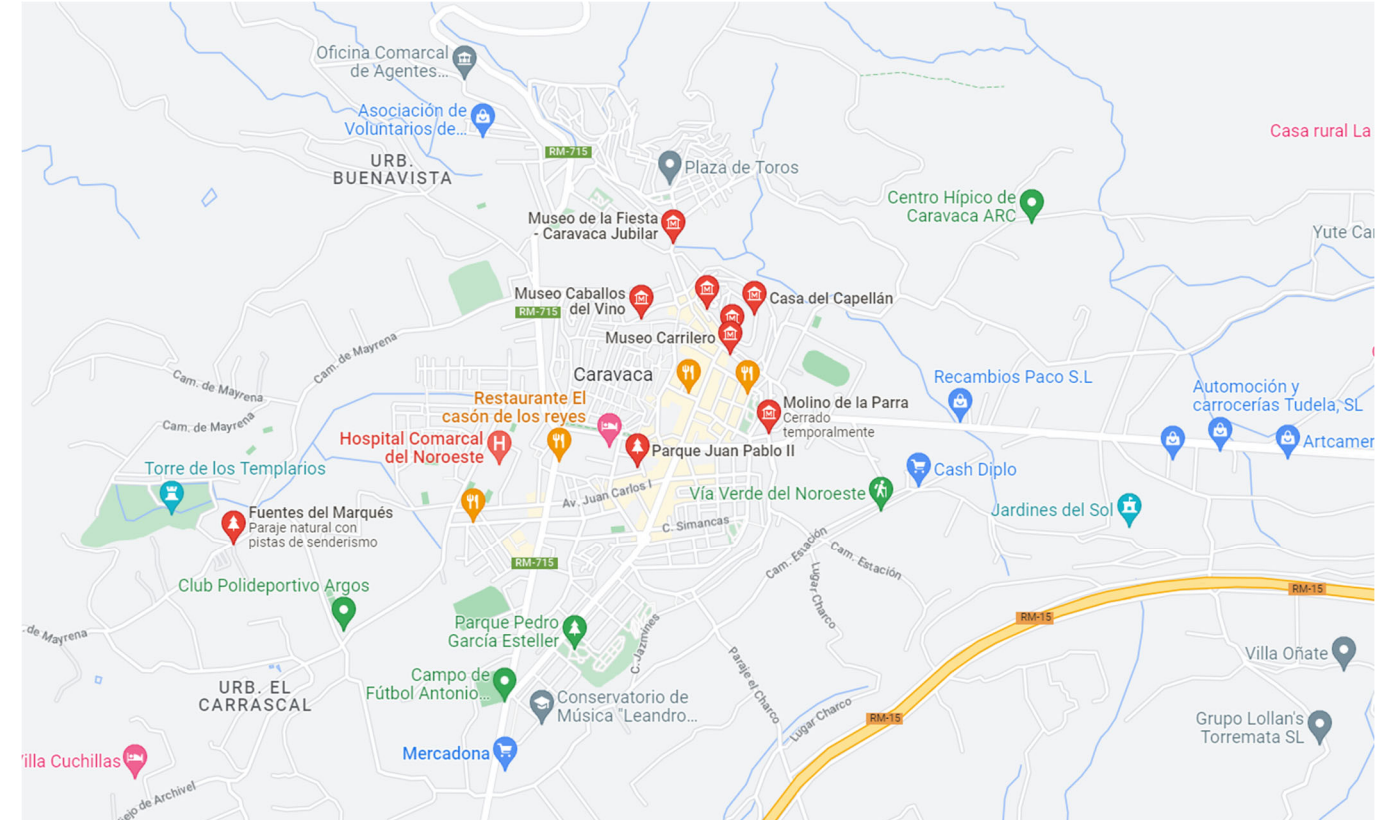 Oficina Comarcal
de Agentes...
Asociación de
Voluntarios de...
RM-715
URB.
BUENAVISTA
Plaza de Toros
Casa rural La
Centro Hípico de
Caravaca ARC
Museo de la Fiesta
- Caravaca Jubilar
Yute Car
Museo Caballos
del Vino
Casa del Capellán
RM-715
Museo Carrilero
Cam. de Mayrena
Caravaca
Cam. de Mayrena
Recambios Paco S.L
Automoción y
carrocerías Tudela, SL
Restaurante El
casón de los reyes
Molino de la Parra
Cerrado
temporalmente
Cam. de Mayrena
Hospital Comarcal
del Noroeste
H
Artcamer
Parque Juan Pablo II
Torre de los Templarios
Cash Diplo
Av. Juan Carlos I
Vía Verde del Noroeste
Fuentes del Marqués
Paraje natural con
pistas de senderismo
Jardines del Sol
C. Simancas
RM-715
Cam. Estación
Cam. Estación
Club Polideportivo Argos
Lugar Charco
RM-15
RM-15
Parque Pedro
García Esteller
de Mayrena
C. Jazmines
Villa Oñate
Campo de
Fútbol Antonio...
URB. EL
CARRASCAL
Paraje el Charco
Conservatorio de
Música "Leandro...
Lugar Charco
RM-15
Grupo Lollan's
Torremata SL
Mercadona
illa Cuchillas
ejo de Archivel